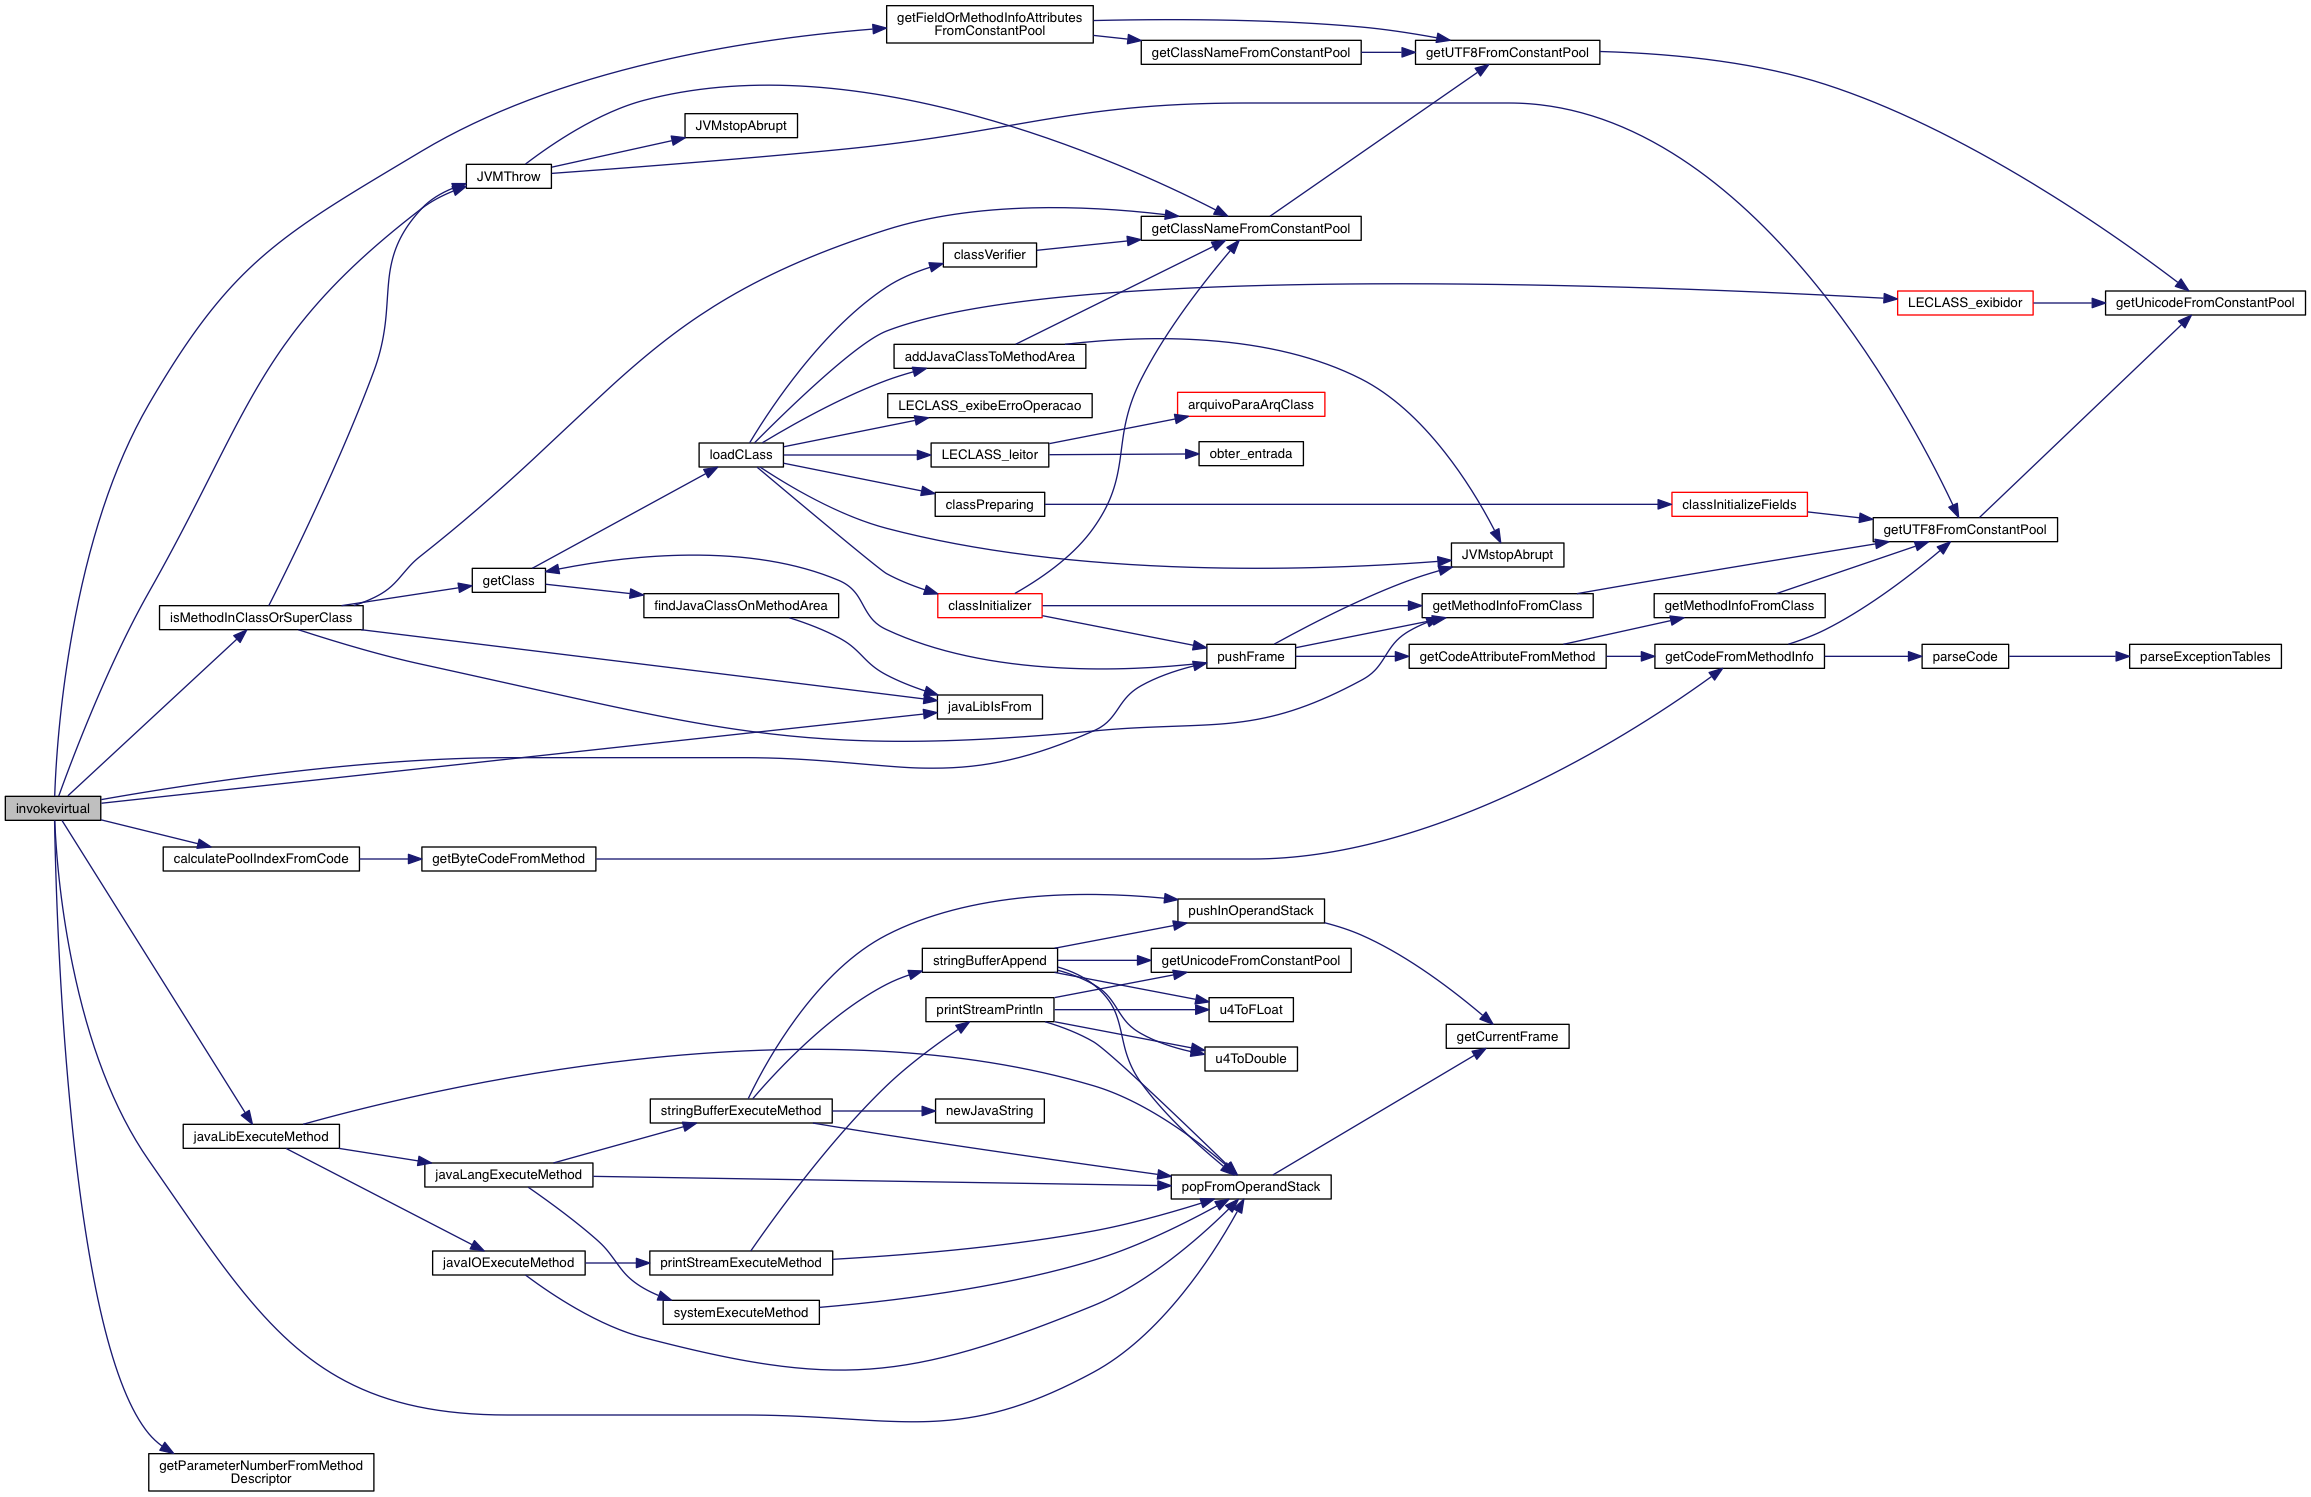 getFieldOrMethodInfoAttributes
FromConstantPool
getClassNameFromConstantPool
getUTF8FromConstantPool
JVMstopAbrupt
JVMThrow
getClassNameFromConstantPool
classVerifier
LECLASS_exibidor
getUnicodeFromConstantPool
addJavaClassToMethodArea
LECLASS_exibeErroOperacao
arquivoParaArqClass
loadCLass
LECLASS_leitor
obter_entrada
classPreparing
classInitializeFields
getUTF8FromConstantPool
JVMstopAbrupt
getClass
findJavaClassOnMethodArea
classInitializer
getMethodInfoFromClass
getMethodInfoFromClass
isMethodInClassOrSuperClass
pushFrame
getCodeAttributeFromMethod
getCodeFromMethodInfo
parseCode
parseExceptionTables
javaLibIsFrom
invokevirtual
calculatePoolIndexFromCode
getByteCodeFromMethod
pushInOperandStack
stringBufferAppend
getUnicodeFromConstantPool
printStreamPrintln
u4ToFLoat
getCurrentFrame
u4ToDouble
stringBufferExecuteMethod
newJavaString
javaLibExecuteMethod
javaLangExecuteMethod
popFromOperandStack
javaIOExecuteMethod
printStreamExecuteMethod
systemExecuteMethod
getParameterNumberFromMethod
Descriptor